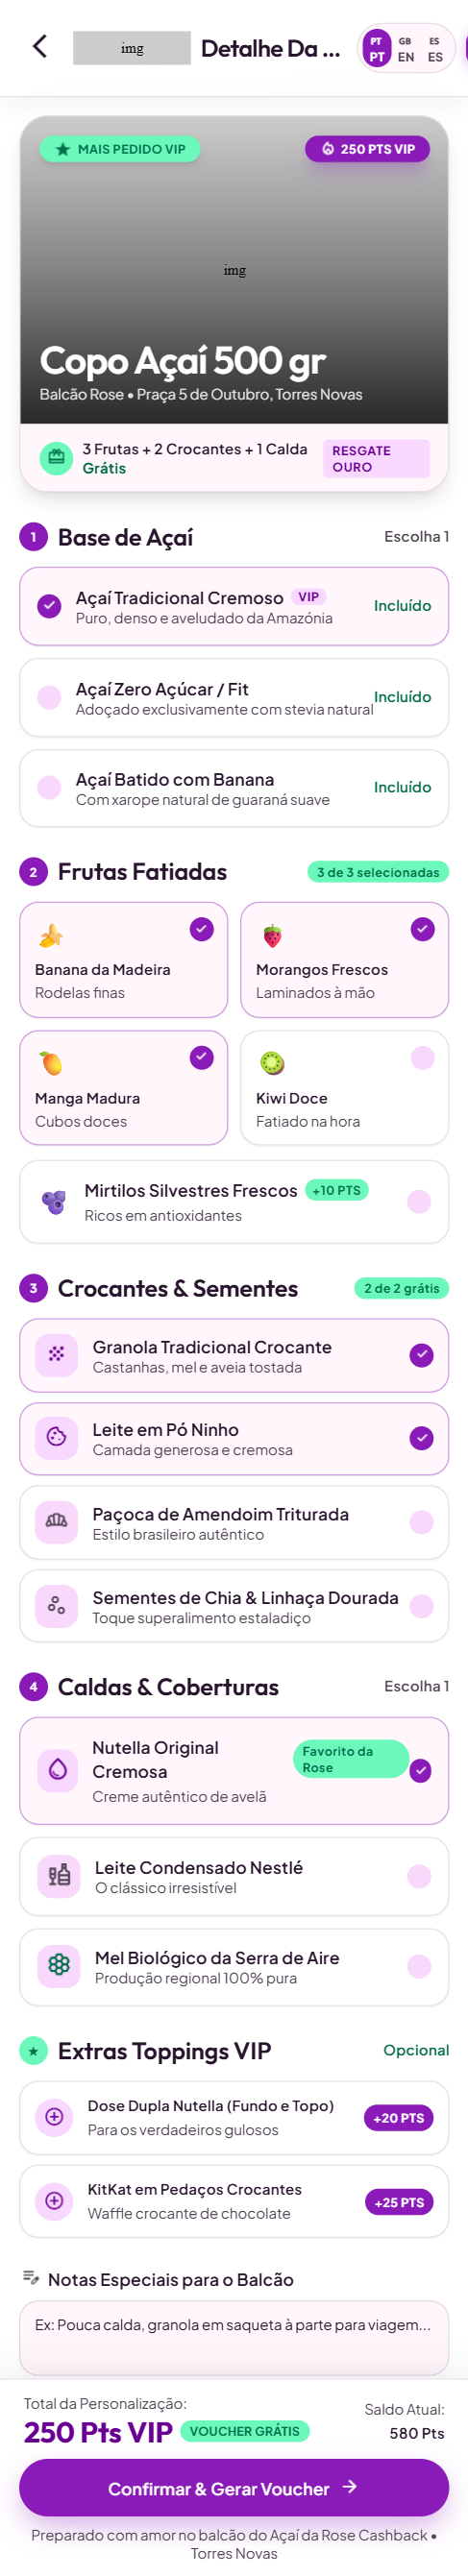 img
Detalhe Da ...
PT
PT
GB
EN
ES
ES
MAIS PEDIDO VIP
250 PTS VIP
img
Copo Açaí 500 gr
Balcão Rose • Praça 5 de Outubro, Torres Novas
3 Frutas + 2 Crocantes + 1 Calda
Grátis
RESGATE
OURO
1
Base de Açaí
Escolha 1
Açaí Tradicional Cremoso
VIP
Puro, denso e aveludado da Amazónia
Incluído
Açaí Zero Açúcar / Fit
Adoçado exclusivamente com stevia natural
Incluído
Açaí Batido com Banana
Com xarope natural de guaraná suave
Incluído
2
Frutas Fatiadas
3 de 3 selecionadas
Banana da Madeira
Rodelas finas
Morangos Frescos
Laminados à mão
Manga Madura
Cubos doces
Kiwi Doce
Fatiado na hora
Mirtilos Silvestres Frescos
+10 PTS
Ricos em antioxidantes
3
Crocantes & Sementes
2 de 2 grátis
Granola Tradicional Crocante
Castanhas, mel e aveia tostada
Leite em Pó Ninho
Camada generosa e cremosa
Paçoca de Amendoim Triturada
Estilo brasileiro autêntico
Sementes de Chia & Linhaça Dourada
Toque superalimento estaladiço
4
Caldas & Coberturas
Escolha 1
Nutella Original
Cremosa
Favorito da
Rose
Creme autêntico de avelã
Leite Condensado Nestlé
O clássico irresistível
Mel Biológico da Serra de Aire
Produção regional 100% pura
Extras Toppings VIP
Opcional
Dose Dupla Nutella (Fundo e Topo)
Para os verdadeiros gulosos
+20 PTS
KitKat em Pedaços Crocantes
Waffle crocante de chocolate
+25 PTS
Notas Especiais para o Balcão
Ex: Pouca calda, granola em saqueta à parte para viagem...
Total da Personalização:
250 Pts VIP
VOUCHER GRÁTIS
Saldo Atual:
580 Pts
Confirmar & Gerar Voucher
Preparado com amor no balcão do Açaí da Rose Cashback •
Torres Novas